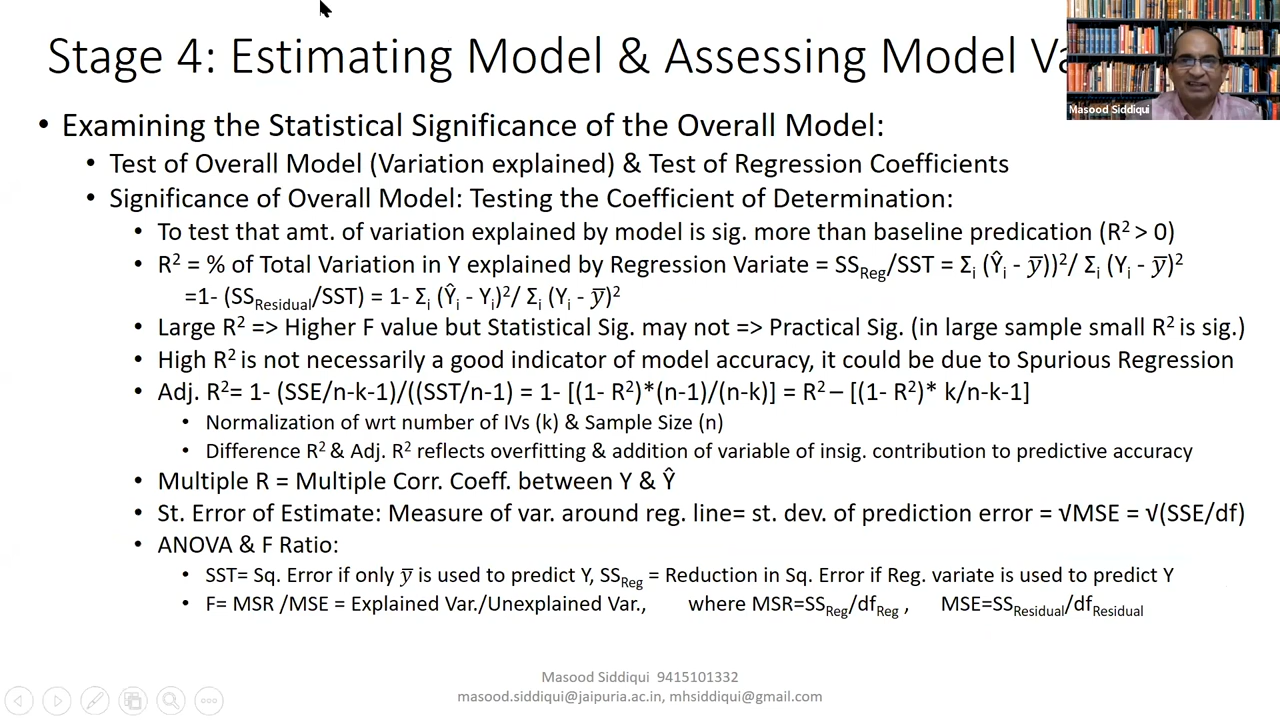 Stage 4: Estimating Model & Assessing Model Va
Masood Siddiqui
• Examining the Statistical Significance of the Overall Model:
• Test of Overall Model (Variation explained) & Test of Regression Coefficients
• Significance of Overall Model: Testing the Coefficient of Determination:
• To test that amt. of variation explained by model is sig. more than baseline predication (R² > 0)
• R² = % of Total Variation in Y explained by Regression Variate = SS_Reg/SST = Σᵢ (Ŷᵢ - ȳ))²/ Σᵢ (Yᵢ - ȳ)²
=1- (SS_Residual/SST) = 1- Σᵢ (Ŷᵢ - Yᵢ)²/ Σᵢ (Yᵢ - ȳ)²
• Large R² => Higher F value but Statistical Sig. may not => Practical Sig. (in large sample small R² is sig.)
• High R² is not necessarily a good indicator of model accuracy, it could be due to Spurious Regression
• Adj. R²= 1- (SSE/n-k-1)/((SST/n-1) = 1- [(1- R²)*(n-1)/(n-k)] = R² – [(1- R²)* k/n-k-1]
• Normalization of wrt number of IVs (k) & Sample Size (n)
• Difference R² & Adj. R² reflects overfitting & addition of variable of insig. contribution to predictive accuracy
• Multiple R = Multiple Corr. Coeff. between Y & Ŷ
• St. Error of Estimate: Measure of var. around reg. line= st. dev. of prediction error = √MSE = √(SSE/df)
• ANOVA & F Ratio:
• SST= Sq. Error if only ȳ is used to predict Y, SS_Reg = Reduction in Sq. Error if Reg. variate is used to predict Y
• F= MSR /MSE = Explained Var./Unexplained Var., where MSR=SS_Reg/df_Reg , MSE=SS_Residual/df_Residual
Masood Siddiqui 9415101332
masood.siddiqui@jaipuria.ac.in, mhsiddiqui@gmail.com